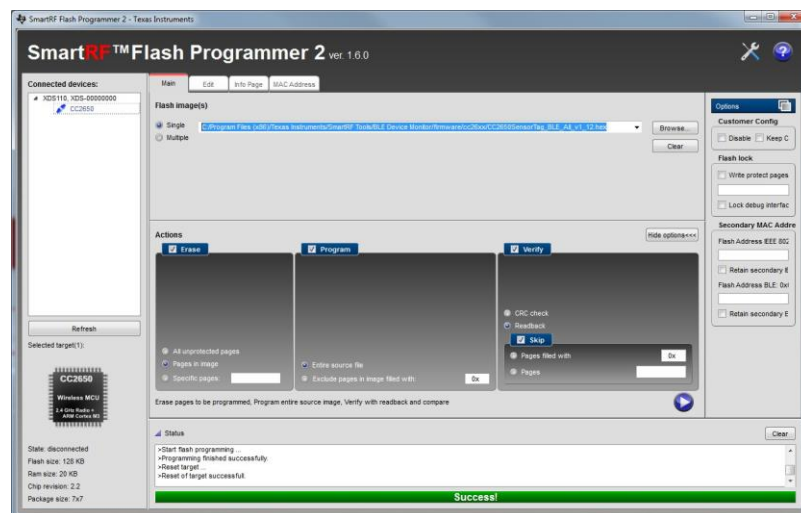 SmartRF Flash Programmer 2 - Texas Instruments
SmartRF™Flash Programmer 2 ver. 1.6.0
Connected devices:
XDS110, XDS-00000000
CC2650
Main
Edit
Info Page
MAC Address
Flash image(s)
Single
C:/Program Files (x86)/Texas Instruments/SmartRF Tools/BLE Device Monitor/firmware/cc26xx/CC2650SensorTag_BLE_All_v1_12.hex
Browse...
Multiple
Clear
Actions
Hide options<<<
Erase
Program
Verify
CRC check
Readback
Skip
All unprotected pages
Pages in image
Entire source file
Pages filled with
0x
Specific pages:
Exclude pages in image filled with:
0x
Pages
Erase pages to be programmed, Program entire source image, Verify with readback and compare
Refresh
Selected target(1):
CC2650
Wireless MCU
2.4 GHz Radio +
ARM Cortex M3
State: disconnected
Flash size: 128 KB
Ram size: 20 KB
Chip revision: 2.2
Package size: 7x7
Status
Clear
>Start flash programming ...
>Programming finished successfully.
>Reset target ...
>Reset of target successfull.
Success!
Options
Customer Config
Disable
Keep C
Flash lock
Write protect pages
Lock debug interfac
Secondary MAC Addre
Flash Address IEEE 802
Retain secondary
Flash Address BLE: 0x
Retain secondary